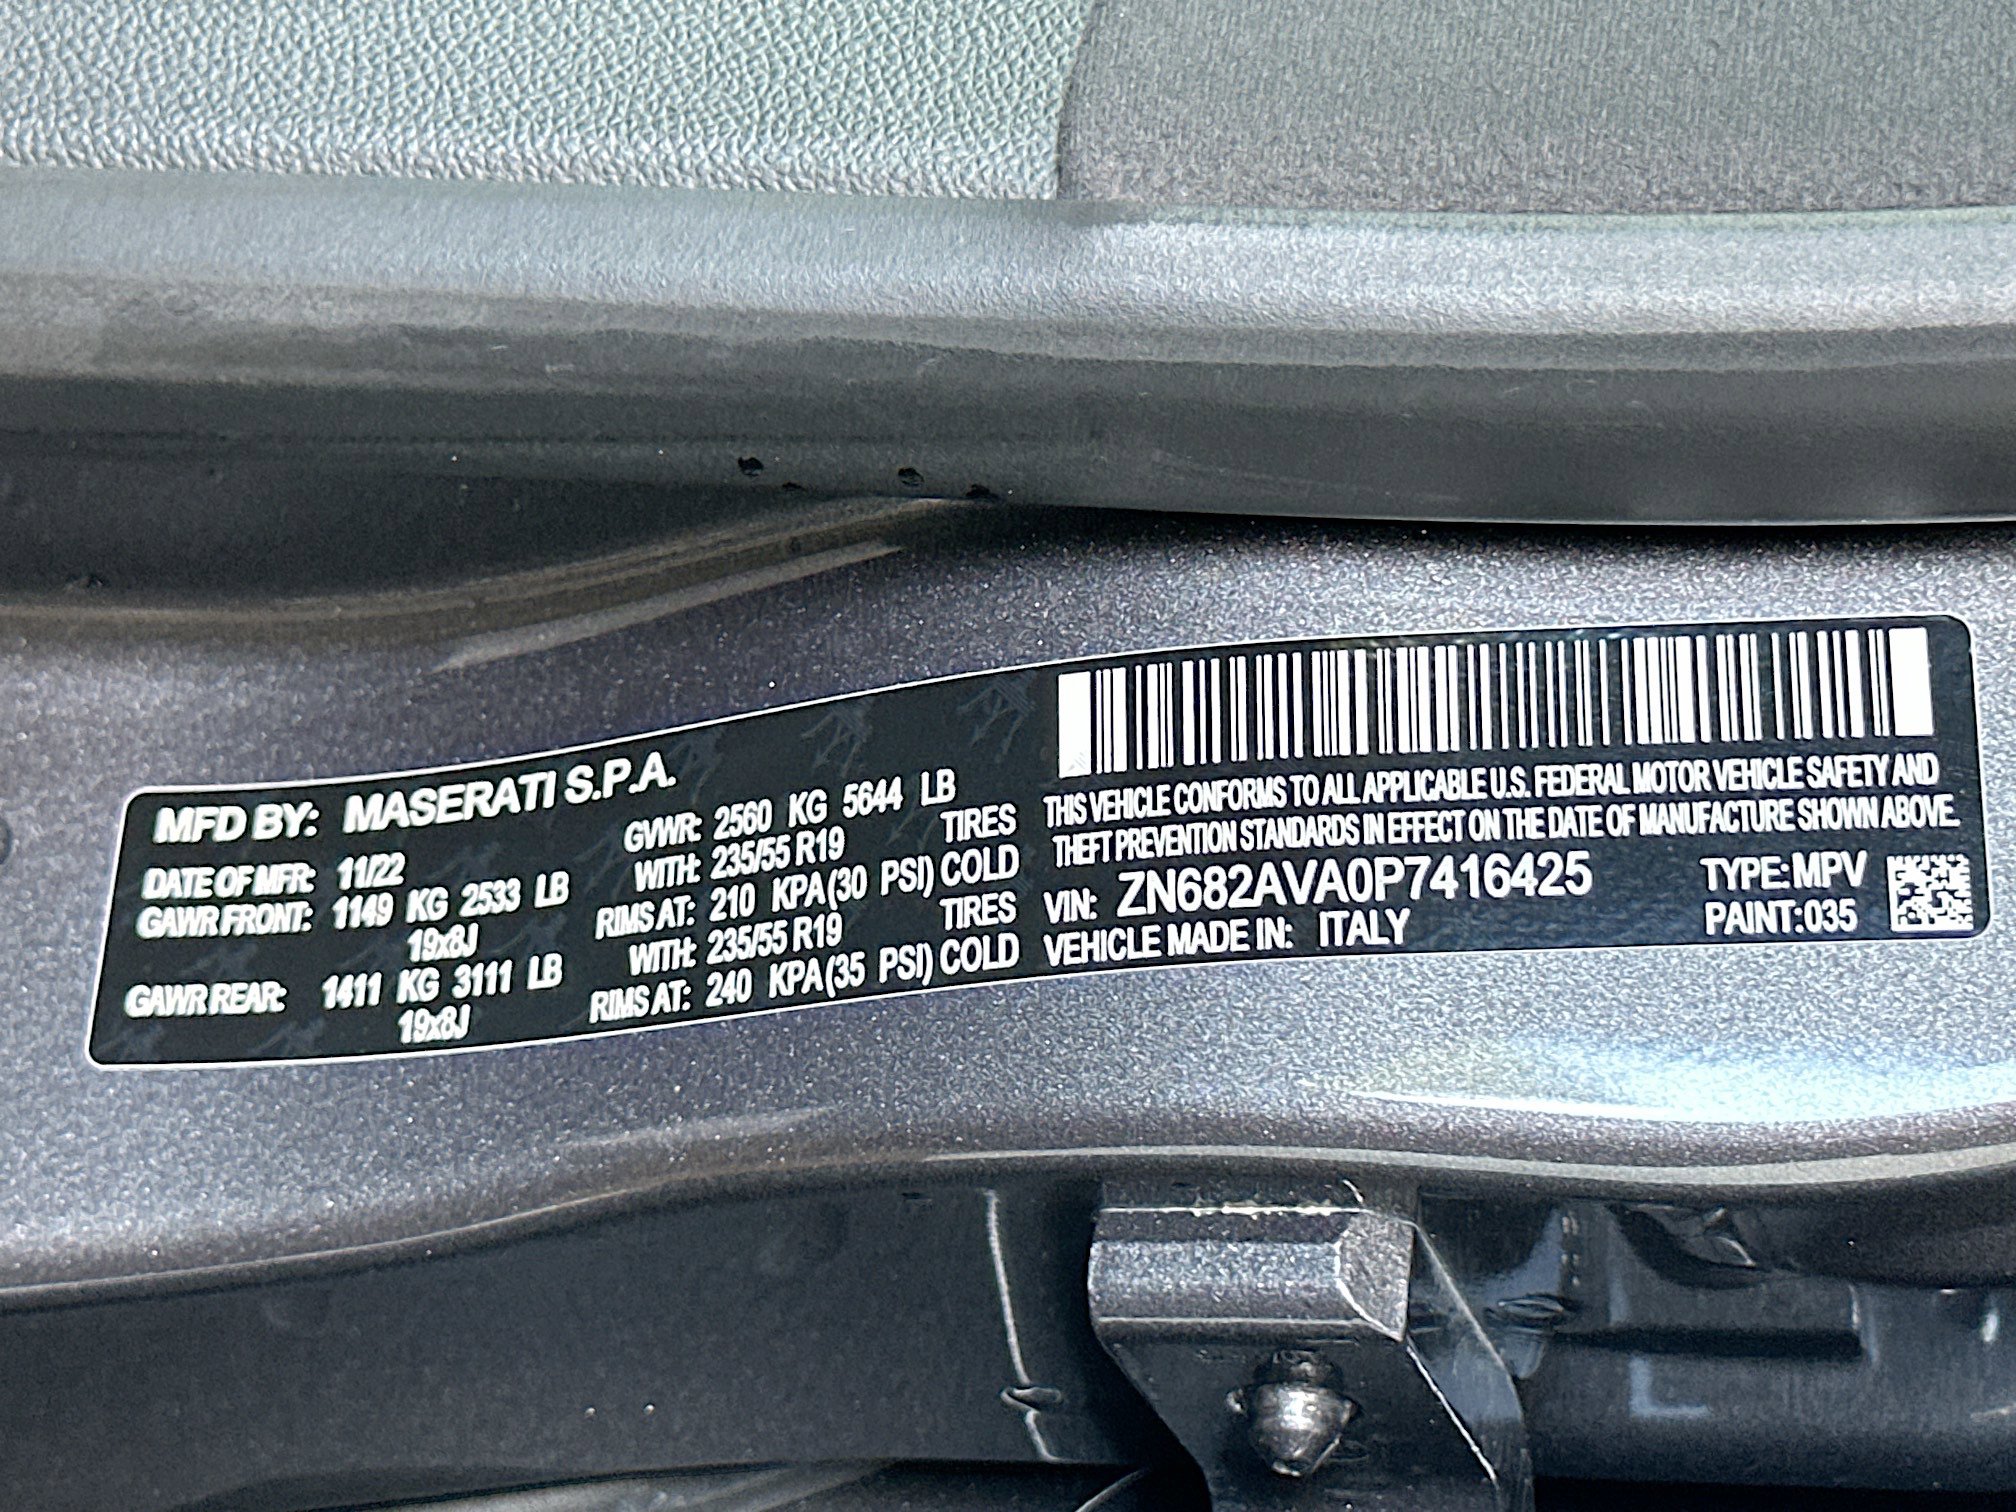 MFD BY: MASERATI S.P.A.
DATE OF MFR: 11/22
GVWR: 2560 KG 5644 LB
GAWR FRONT: 1149 KG 2533 LB WITH: 235/55 R19 TIRES
19x8J RIMS AT: 210 KPA(30 PSI) COLD
GAWR REAR: 1411 KG 3111 LB WITH: 235/55 R19 TIRES
19x8J RIMS AT: 240 KPA(35 PSI) COLD
THIS VEHICLE CONFORMS TO ALL APPLICABLE U.S. FEDERAL MOTOR VEHICLE SAFETY AND
THEFT PREVENTION STANDARDS IN EFFECT ON THE DATE OF MANUFACTURE SHOWN ABOVE.
VIN: ZN682AVA0P7416425 TYPE:MPV
VEHICLE MADE IN: ITALY PAINT:035